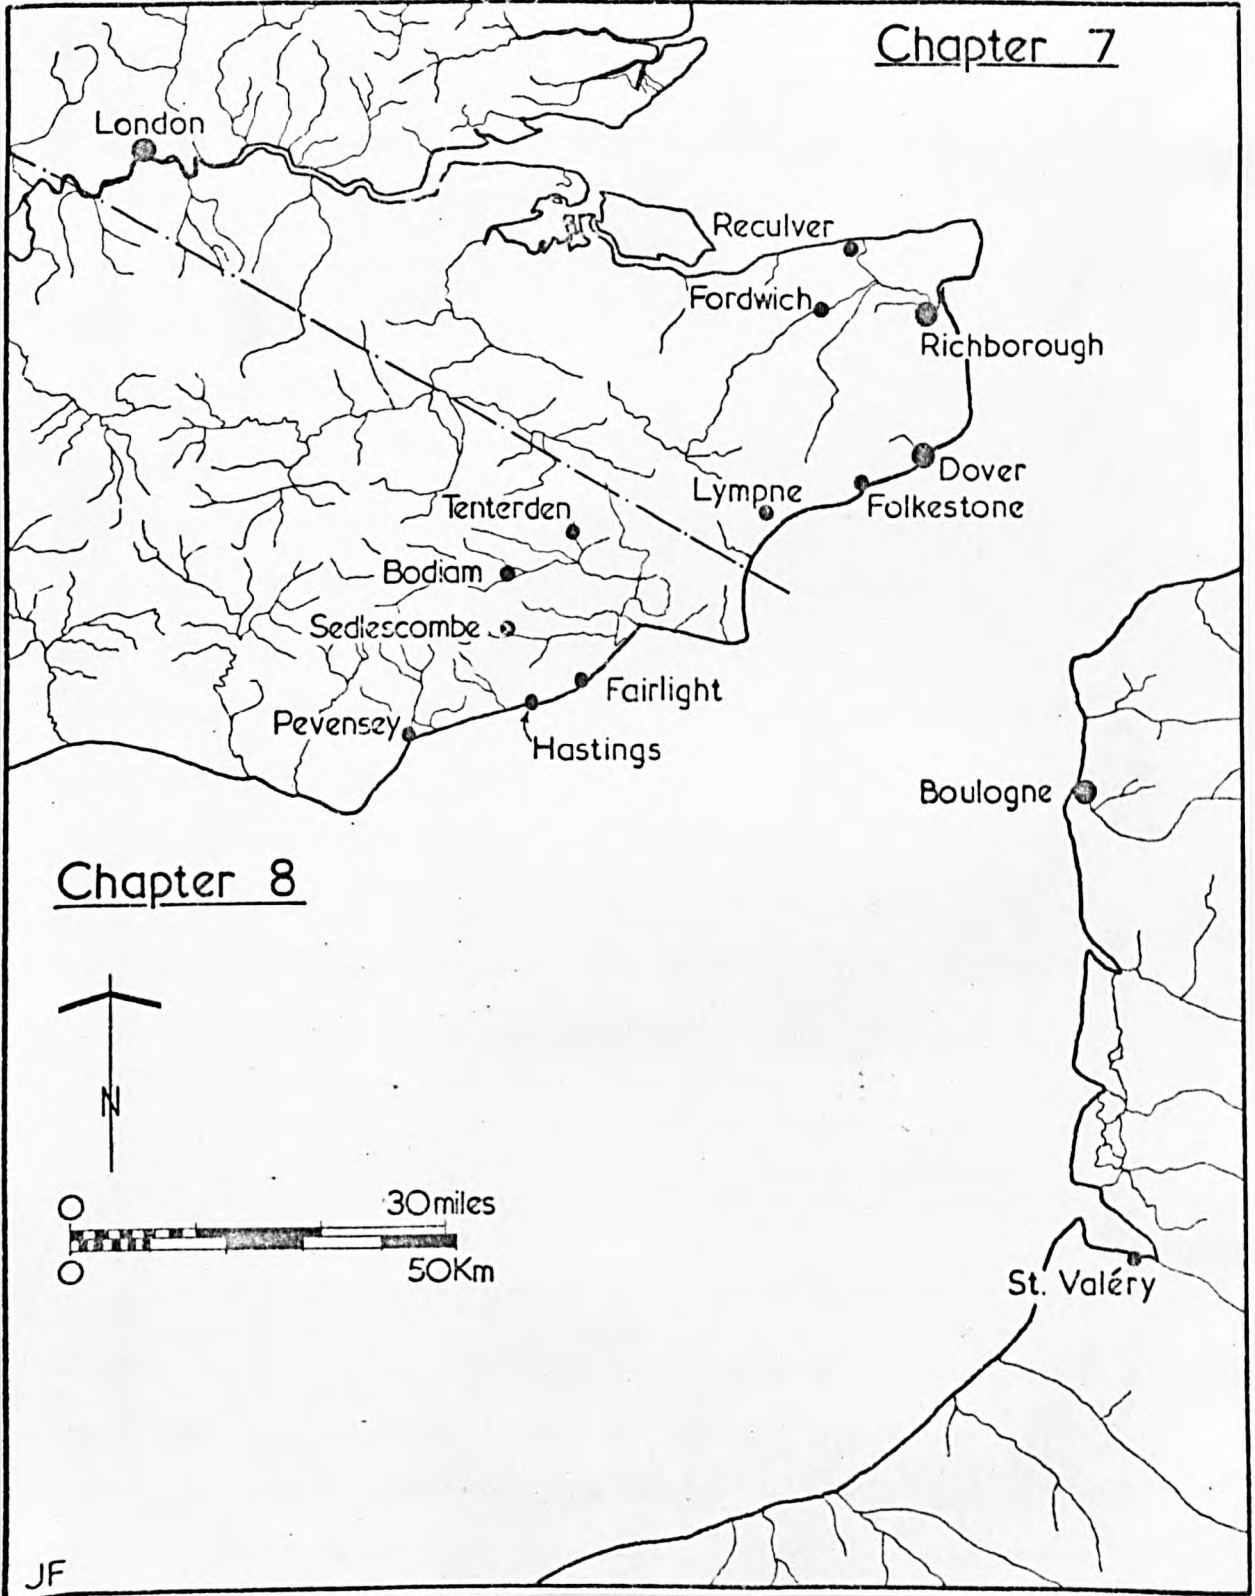 Chapter 7
London
Reculver
Fordwich
Richborough
Dover
Lympne
Folkestone
Tenterden
Bodiam
Sedlescombe
Fairlight
Pevensey
Hastings
Boulogne
Chapter 8
N
0 30 miles
0 50Km
St. Valéry
JF